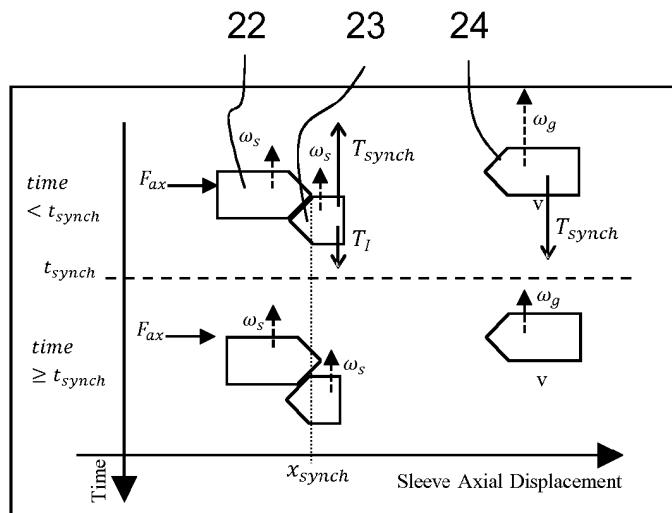 22 23 24
ω_s ω_s T_synch ω_g
time < t_synch F_ax T_I v T_synch
t_synch
time ≥ t_synch F_ax ω_s ω_s ω_g v
x_synch
Time Sleeve Axial Displacement